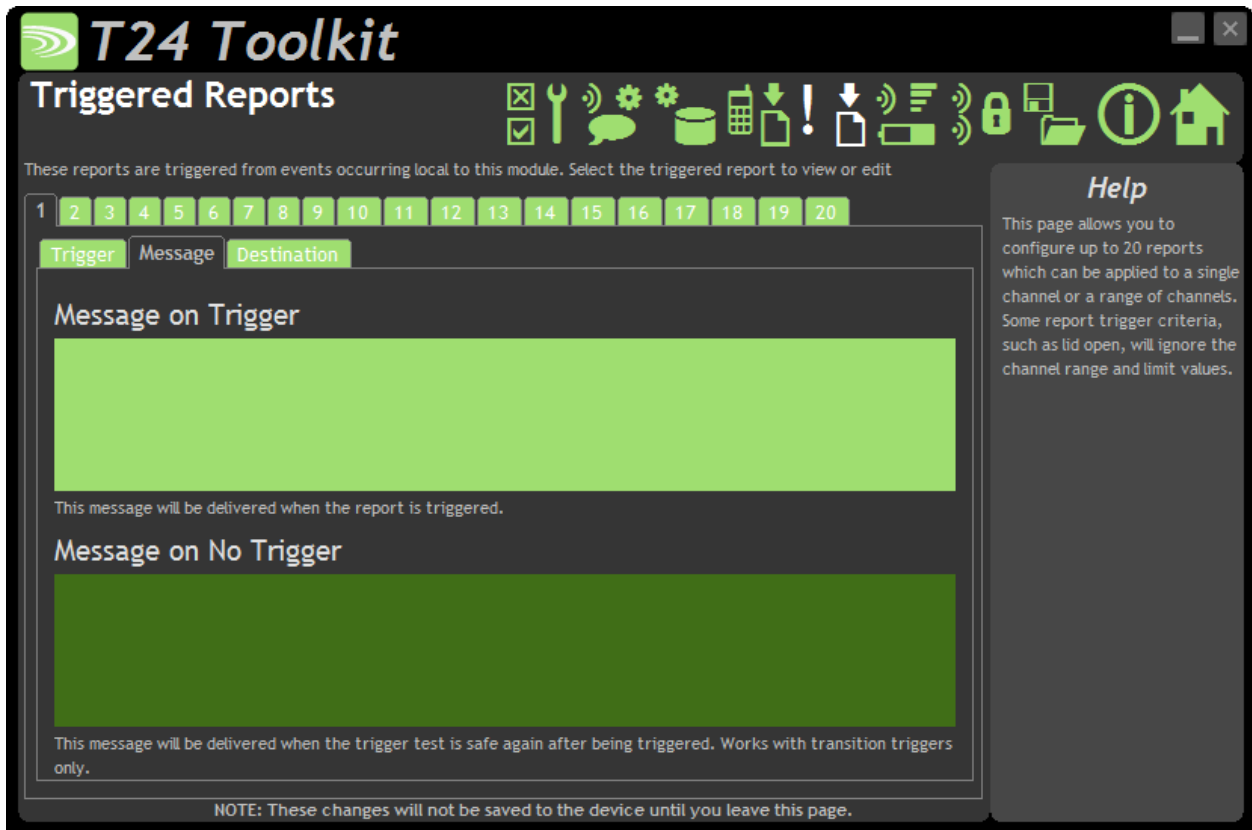 T24 Toolkit
Triggered Reports
These reports are triggered from events occurring local to this module. Select the triggered report to view or edit
1 2 3 4 5 6 7 8 9 10 11 12 13 14 15 16 17 18 19 20
Trigger Message Destination
Message on Trigger
This message will be delivered when the report is triggered.
Message on No Trigger
This message will be delivered when the trigger test is safe again after being triggered. Works with transition triggers
only.
NOTE: These changes will not be saved to the device until you leave this page.
Help
This page allows you to
configure up to 20 reports
which can be applied to a single
channel or a range of channels.
Some report trigger criteria,
such as lid open, will ignore the
channel range and limit values.